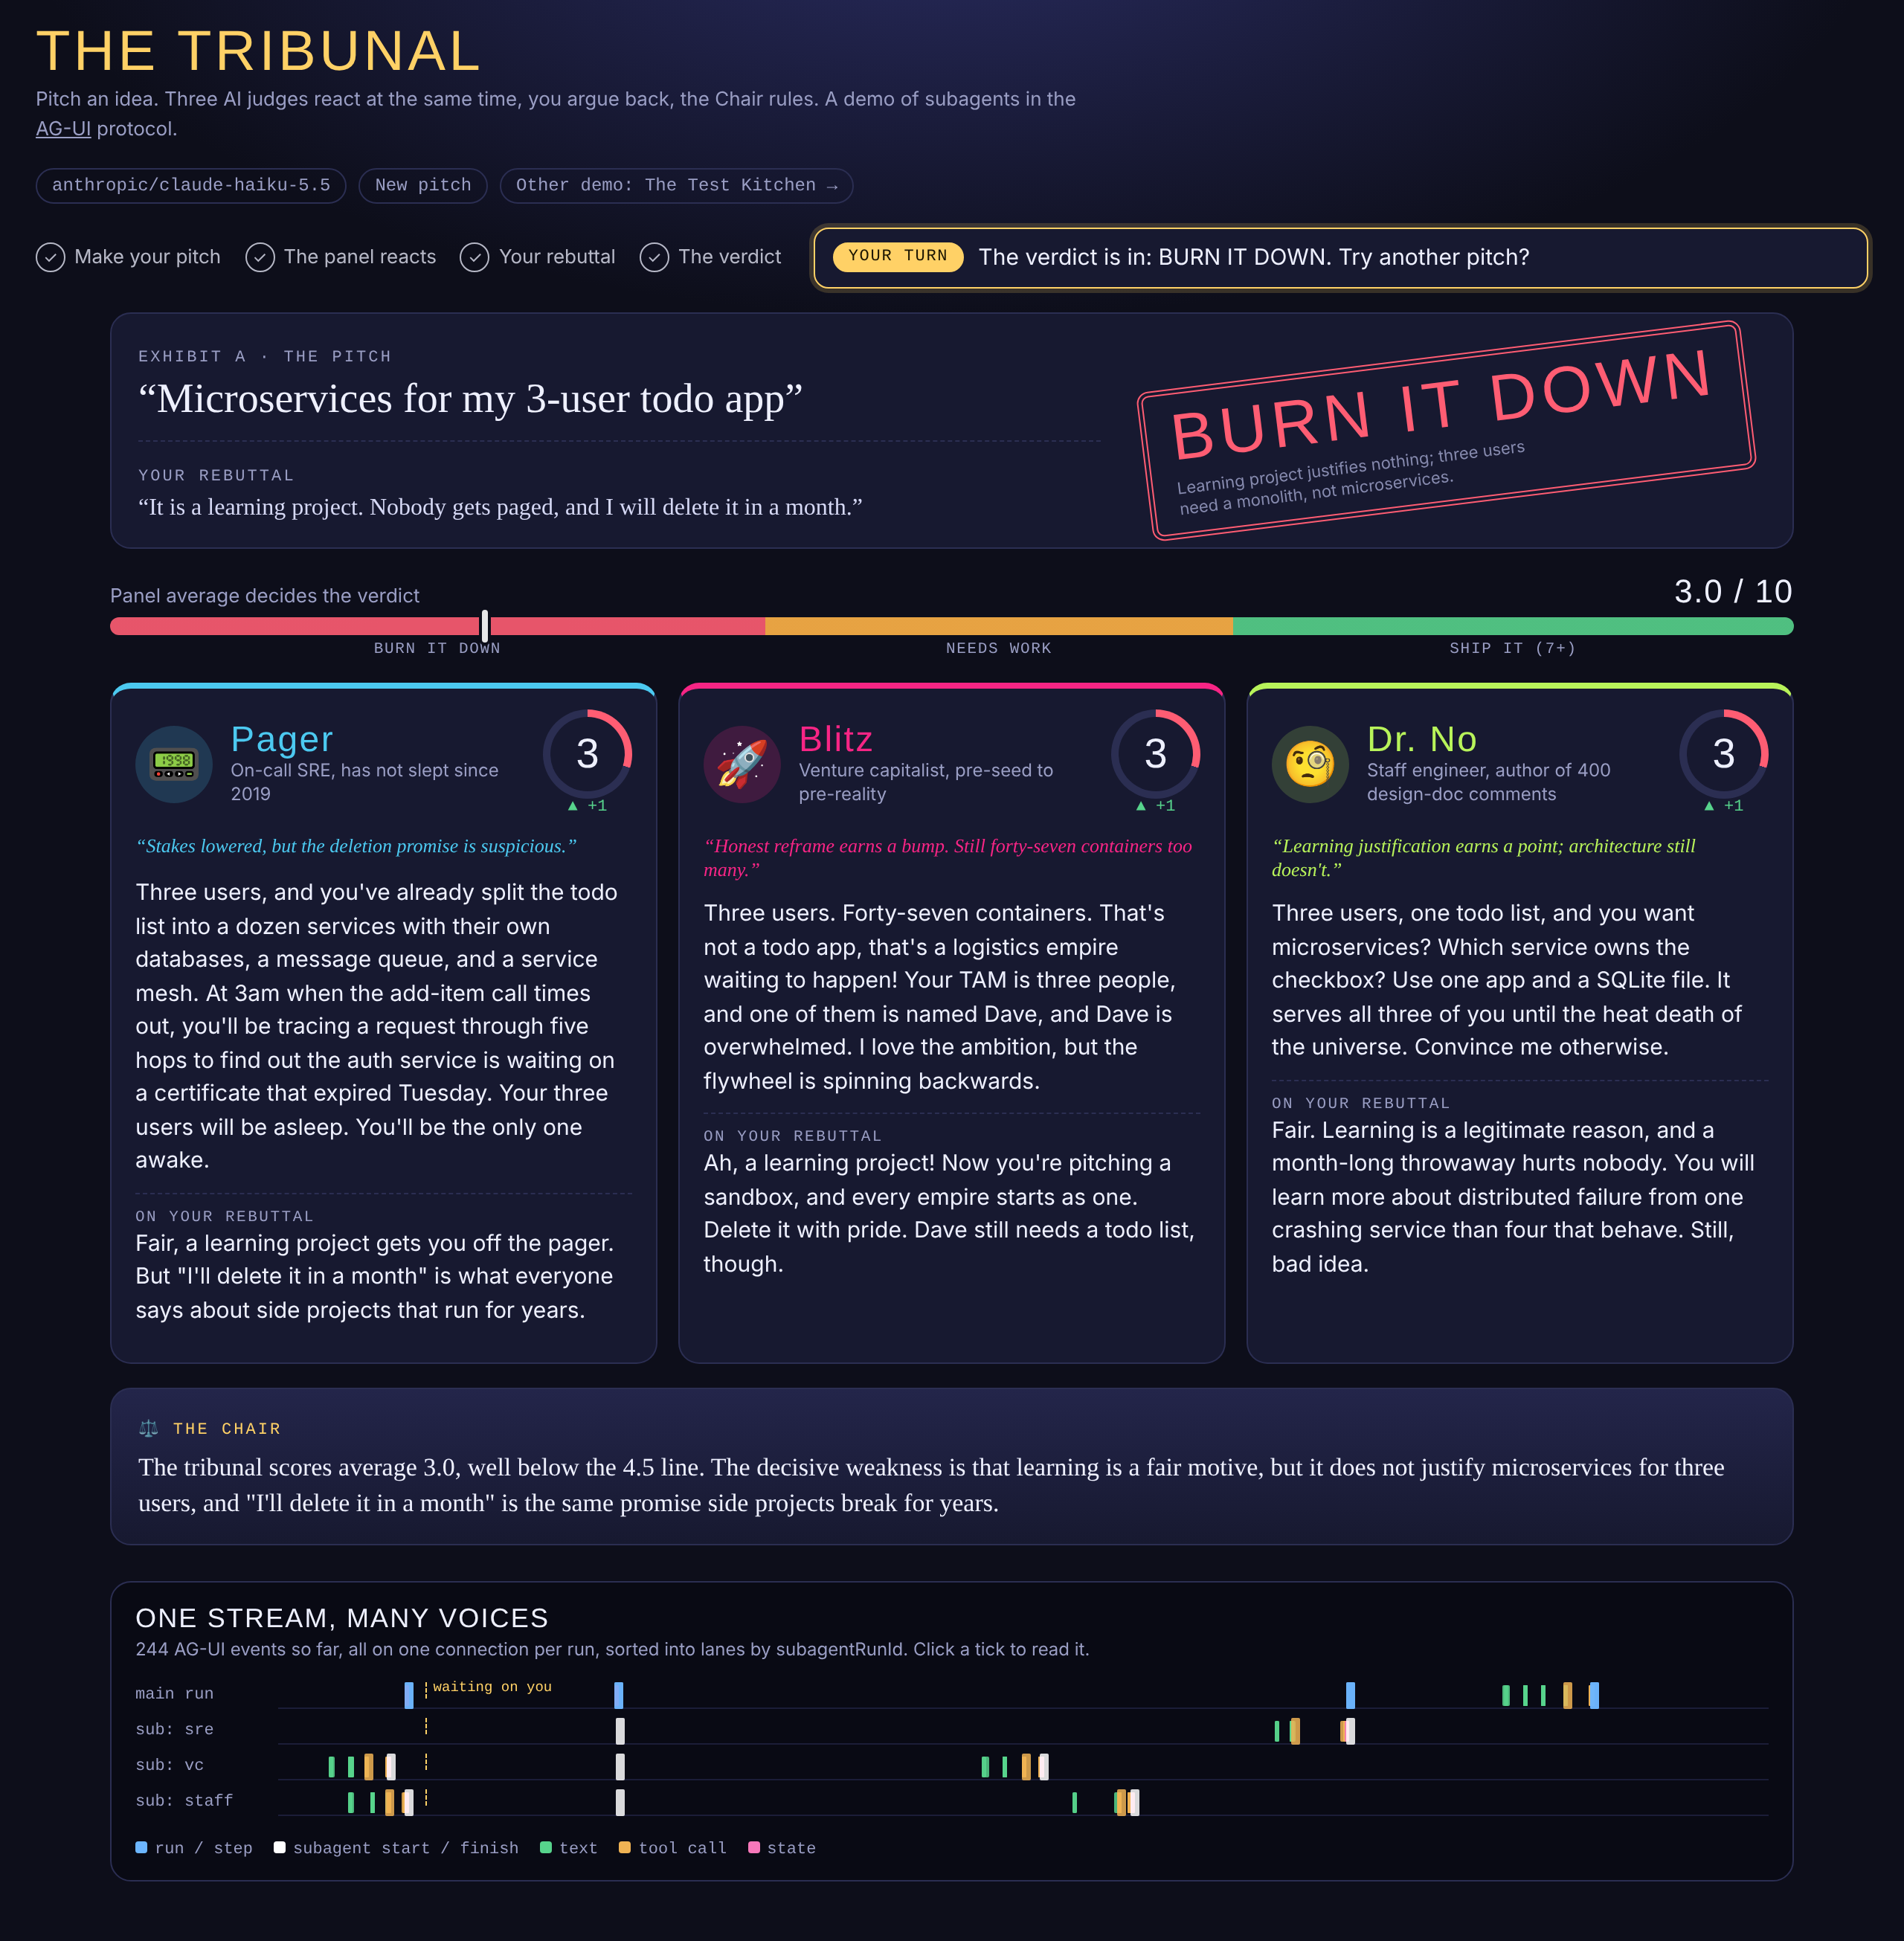 THE TRIBUNAL
Pitch an idea. Three AI judges react at the same time, you argue back, the Chair rules. A demo of subagents in the
AG-UI protocol.
anthropic/claude-haiku-5.5
New pitch
Other demo: The Test Kitchen →
Make your pitch
The panel reacts
Your rebuttal
The verdict
YOUR TURN
The verdict is in: BURN IT DOWN. Try another pitch?
EXHIBIT A · THE PITCH
“Microservices for my 3-user todo app”
YOUR REBUTTAL
“It is a learning project. Nobody gets paged, and I will delete it in a month.”
BURN IT DOWN
Learning project justifies nothing; three users
need a monolith, not microservices.
Panel average decides the verdict
3.0 / 10
BURN IT DOWN
NEEDS WORK
SHIP IT (7+)
1998
Pager
On-call SRE, has not slept since
2019
3
▲ +1
“Stakes lowered, but the deletion promise is suspicious.”
Three users, and you've already split the todo
list into a dozen services with their own
databases, a message queue, and a service
mesh. At 3am when the add-item call times
out, you'll be tracing a request through five
hops to find out the auth service is waiting on
a certificate that expired Tuesday. Your three
users will be asleep. You'll be the only one
awake.
ON YOUR REBUTTAL
Fair, a learning project gets you off the pager.
But "I'll delete it in a month" is what everyone
says about side projects that run for years.
Blitz
Venture capitalist, pre-seed to
pre-reality
3
▲ +1
“Honest reframe earns a bump. Still forty-seven containers too
many.”
Three users. Forty-seven containers. That's
not a todo app, that's a logistics empire
waiting to happen! Your TAM is three people,
and one of them is named Dave, and Dave is
overwhelmed. I love the ambition, but the
flywheel is spinning backwards.
ON YOUR REBUTTAL
Ah, a learning project! Now you're pitching a
sandbox, and every empire starts as one.
Delete it with pride. Dave still needs a todo list,
though.
Dr. No
Staff engineer, author of 400
design-doc comments
3
▲ +1
“Learning justification earns a point; architecture still
doesn't.”
Three users, one todo list, and you want
microservices? Which service owns the
checkbox? Use one app and a SQLite file. It
serves all three of you until the heat death of
the universe. Convince me otherwise.
ON YOUR REBUTTAL
Fair. Learning is a legitimate reason, and a
month-long throwaway hurts nobody. You will
learn more about distributed failure from one
crashing service than four that behave. Still,
bad idea.
THE CHAIR
The tribunal scores average 3.0, well below the 4.5 line. The decisive weakness is that learning is a fair motive, but it does not justify microservices for three
users, and "I'll delete it in a month" is the same promise side projects break for years.
ONE STREAM, MANY VOICES
244 AG-UI events so far, all on one connection per run, sorted into lanes by subagentRunId. Click a tick to read it.
main run
waiting on you
sub: sre
sub: vc
sub: staff
run / step
subagent start / finish
text
tool call
state